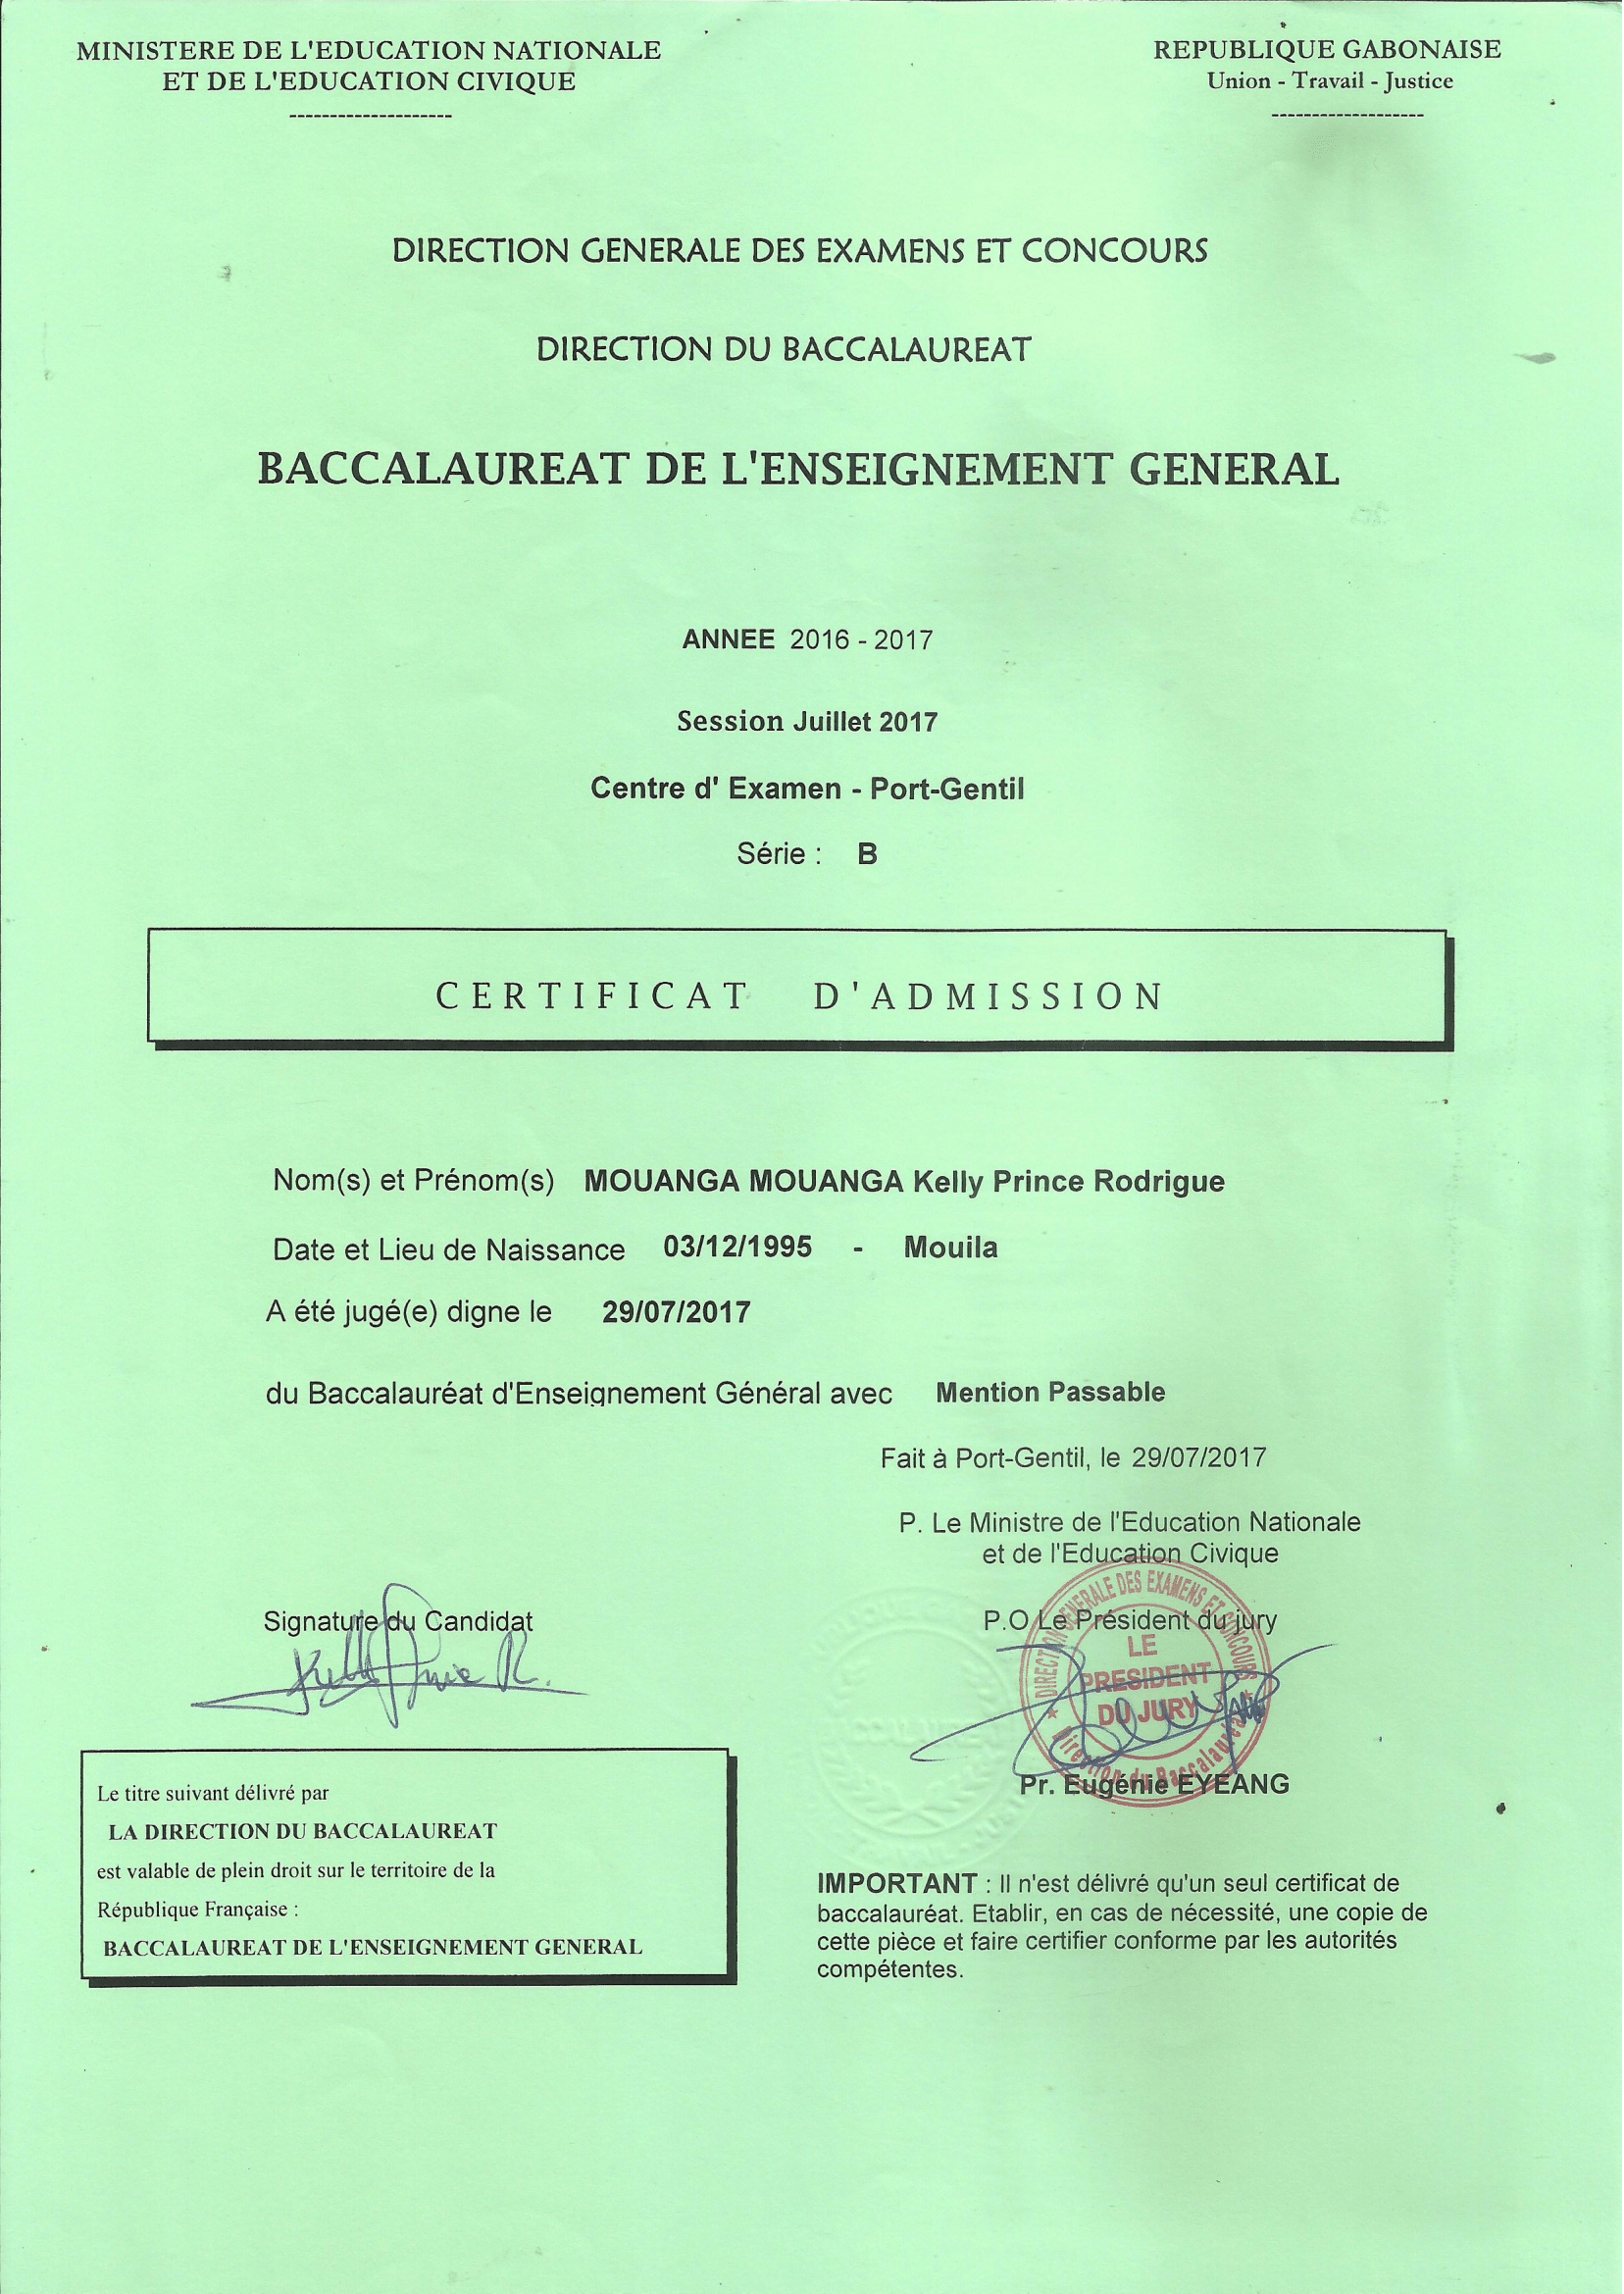 MINISTERE DE L'EDUCATION NATIONALE
ET DE L'EDUCATION CIVIQUE
--------------------
REPUBLIQUE GABONAISE
Union - Travail - Justice
-------------------
DIRECTION GENERALE DES EXAMENS ET CONCOURS
DIRECTION DU BACCALAUREAT
BACCALAUREAT DE L'ENSEIGNEMENT GENERAL
ANNEE 2016 - 2017
Session Juillet 2017
Centre d' Examen - Port-Gentil
Série : B
CERTIFICAT D'ADMISSION
Nom(s) et Prénom(s) MOUANGA MOUANGA Kelly Prince Rodrigue
Date et Lieu de Naissance 03/12/1995 - Mouila
A été jugé(e) digne le 29/07/2017
du Baccalauréat d'Enseignement Général avec Mention Passable
Fait à Port-Gentil, le 29/07/2017
P. Le Ministre de l'Education Nationale
et de l'Education Civique
Signature du Candidat
P.O Le Président du jury
DIRECTION GENERALE DES EXAMENS ET CONCOURS
LE
PRESIDENT
DU JURY
Direction du Baccalauréat
Pr. Eugénie EYEANG
Le titre suivant délivré par
LA DIRECTION DU BACCALAUREAT
est valable de plein droit sur le territoire de la
République Française :
BACCALAUREAT DE L'ENSEIGNEMENT GENERAL
IMPORTANT : Il n'est délivré qu'un seul certificat de
baccalauréat. Etablir, en cas de nécessité, une copie de
cette pièce et faire certifier conforme par les autorités
compétentes.